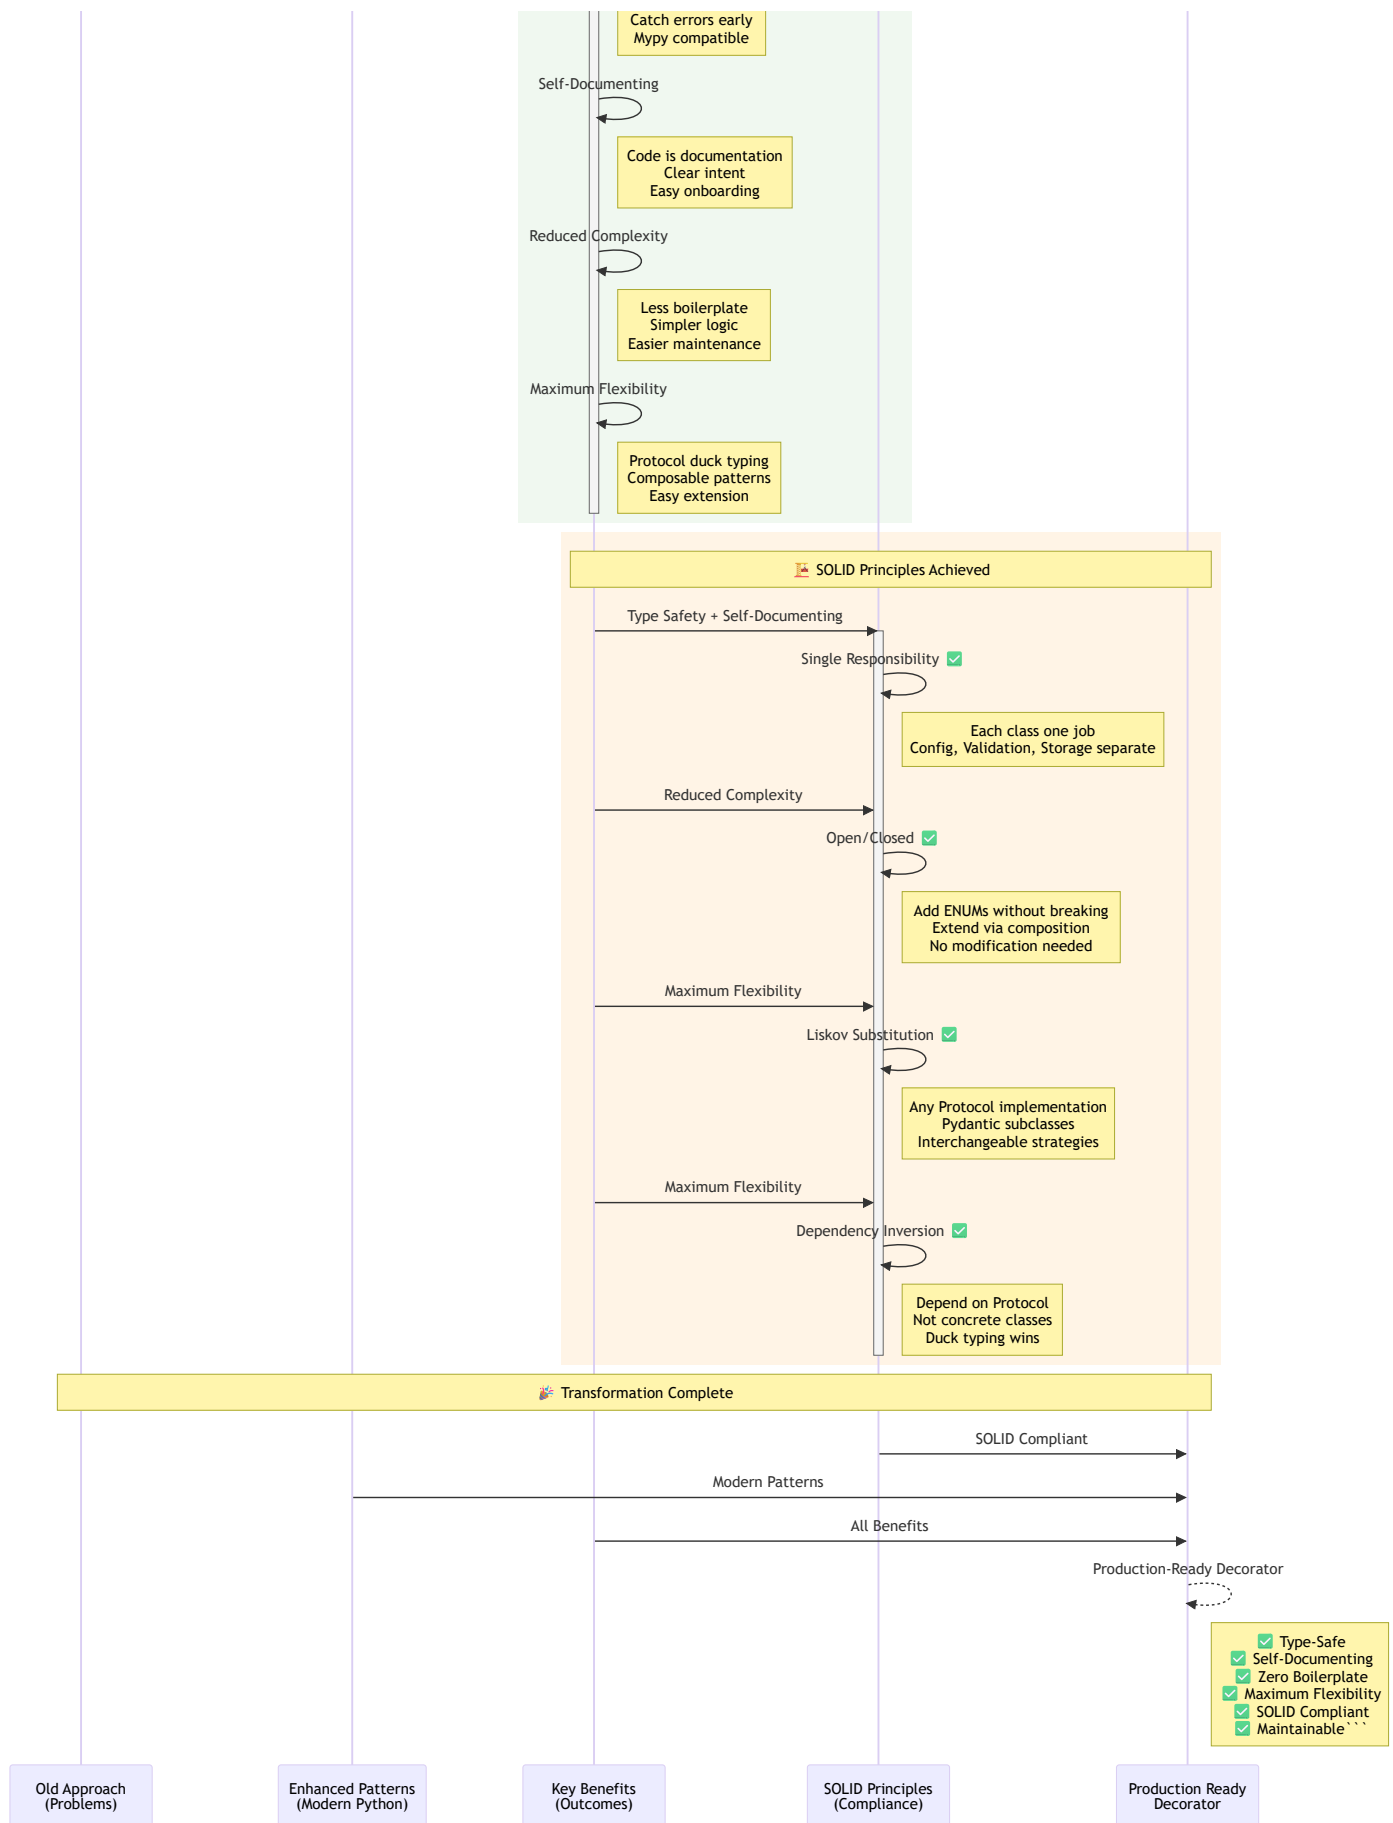 Catch errors early
Mypy compatible
Self-Documenting
Code is documentation
Clear intent
Easy onboarding
Reduced Complexity
Less boilerplate
Simpler logic
Easier maintenance
Maximum Flexibility
Protocol duck typing
Composable patterns
Easy extension
🏗️ SOLID Principles Achieved
Type Safety + Self-Documenting
Single Responsibility ✅
Each class one job
Config, Validation, Storage separate
Reduced Complexity
Open/Closed ✅
Add ENUMs without breaking
Extend via composition
No modification needed
Maximum Flexibility
Liskov Substitution ✅
Any Protocol implementation
Pydantic subclasses
Interchangeable strategies
Maximum Flexibility
Dependency Inversion ✅
Depend on Protocol
Not concrete classes
Duck typing wins
🎉 Transformation Complete
SOLID Compliant
Modern Patterns
All Benefits
Production-Ready Decorator
✅ Type-Safe
✅ Self-Documenting
✅ Zero Boilerplate
✅ Maximum Flexibility
✅ SOLID Compliant
✅ Maintainable```
Old Approach
(Problems)
Enhanced Patterns
(Modern Python)
Key Benefits
(Outcomes)
SOLID Principles
(Compliance)
Production Ready
Decorator